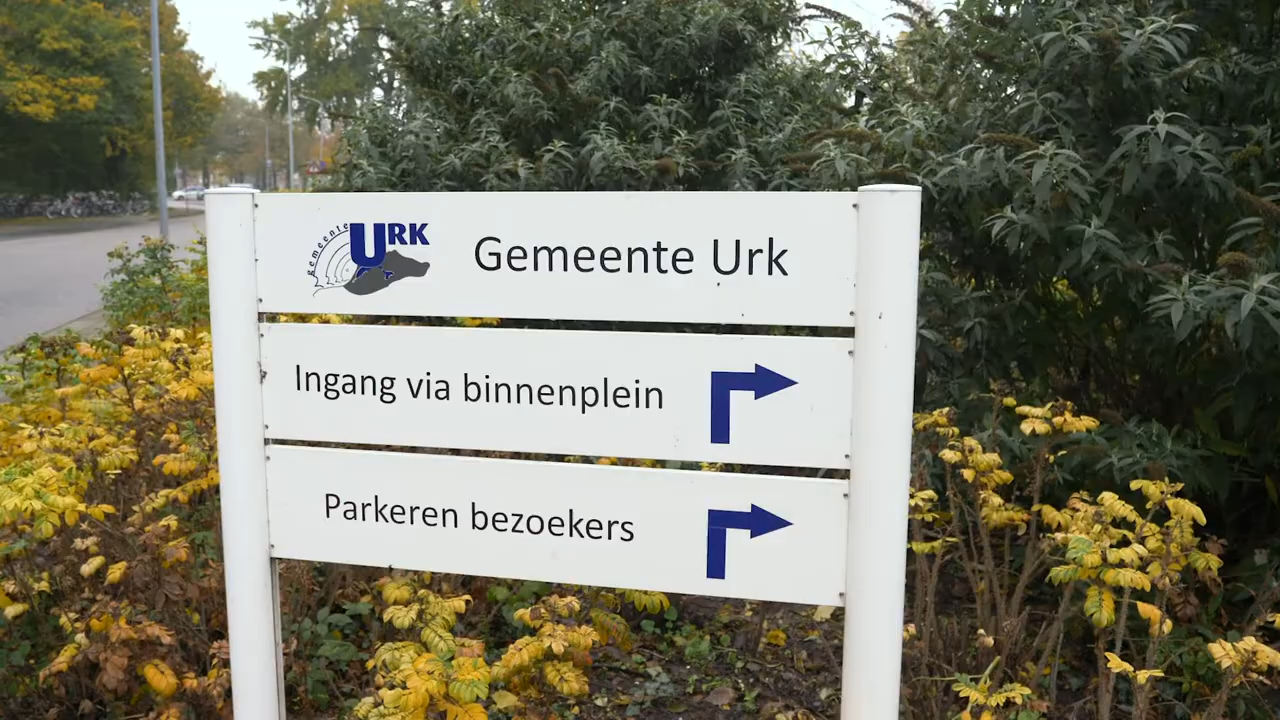 gemeente URK
Gemeente Urk
Ingang via binnenplein
Parkeren bezoekers